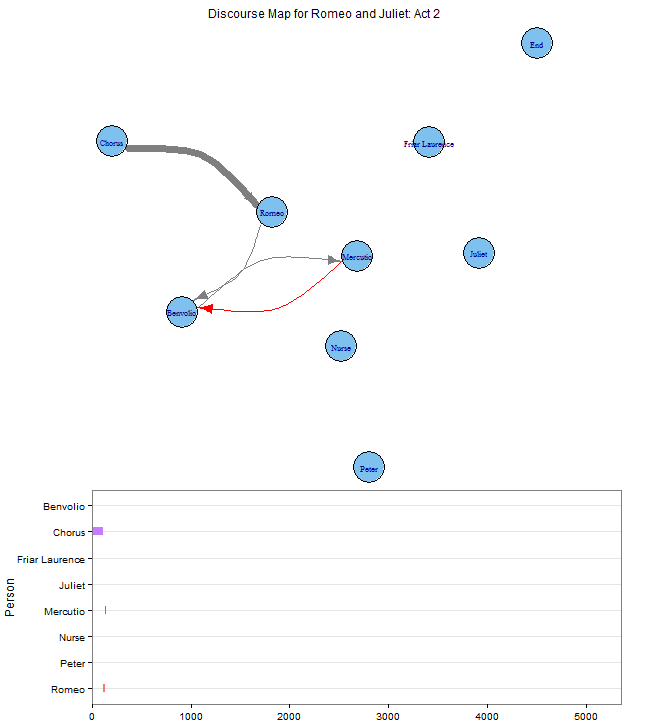 Discourse Map for Romeo and Juliet: Act 2
End
Chorus
Friar Laurence
Romeo
Mercutio
Juliet
Benvolio
Nurse
Peter
Person
Benvolio
Chorus
Friar Laurence
Juliet
Mercutio
Nurse
Peter
Romeo
0 1000 2000 3000 4000 5000